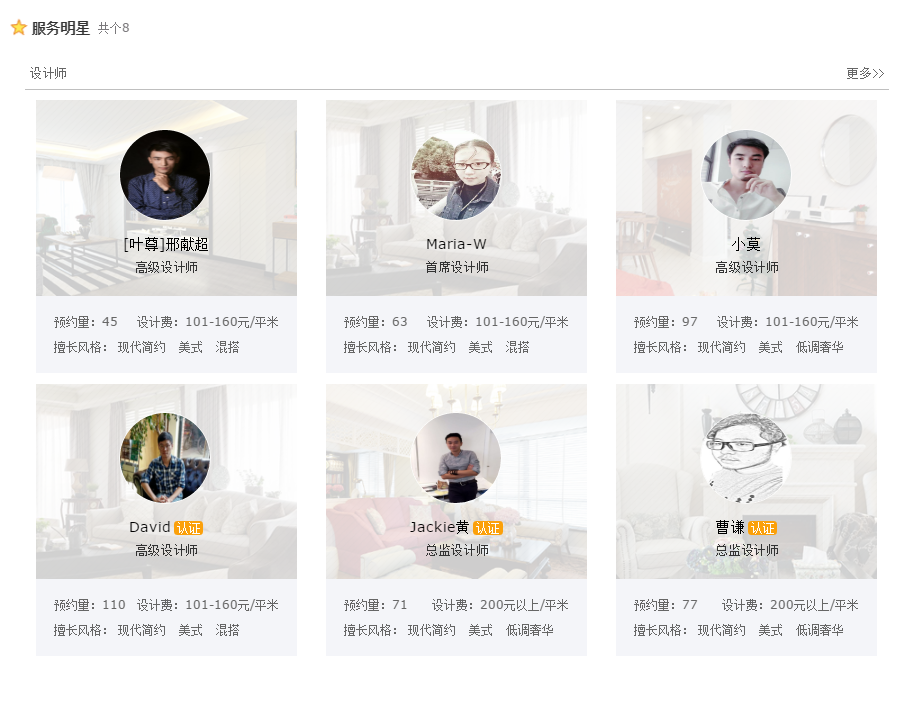 服务明星 共个8
设计师 更多>>
[叶尊]邢献超
高级设计师
预约量：45 设计费：101-160元/平米
擅长风格： 现代简约 美式 混搭
Maria-W
首席设计师
预约量：63 设计费：101-160元/平米
擅长风格： 现代简约 美式 混搭
小莫
高级设计师
预约量：97 设计费：101-160元/平米
擅长风格： 现代简约 美式 低调奢华
David 认证
高级设计师
预约量：110 设计费：101-160元/平米
擅长风格： 现代简约 美式 混搭
Jackie黄 认证
总监设计师
预约量：71 设计费：200元以上/平米
擅长风格： 现代简约 美式 低调奢华
曹谦 认证
总监设计师
预约量：77 设计费：200元以上/平米
擅长风格： 现代简约 美式 低调奢华